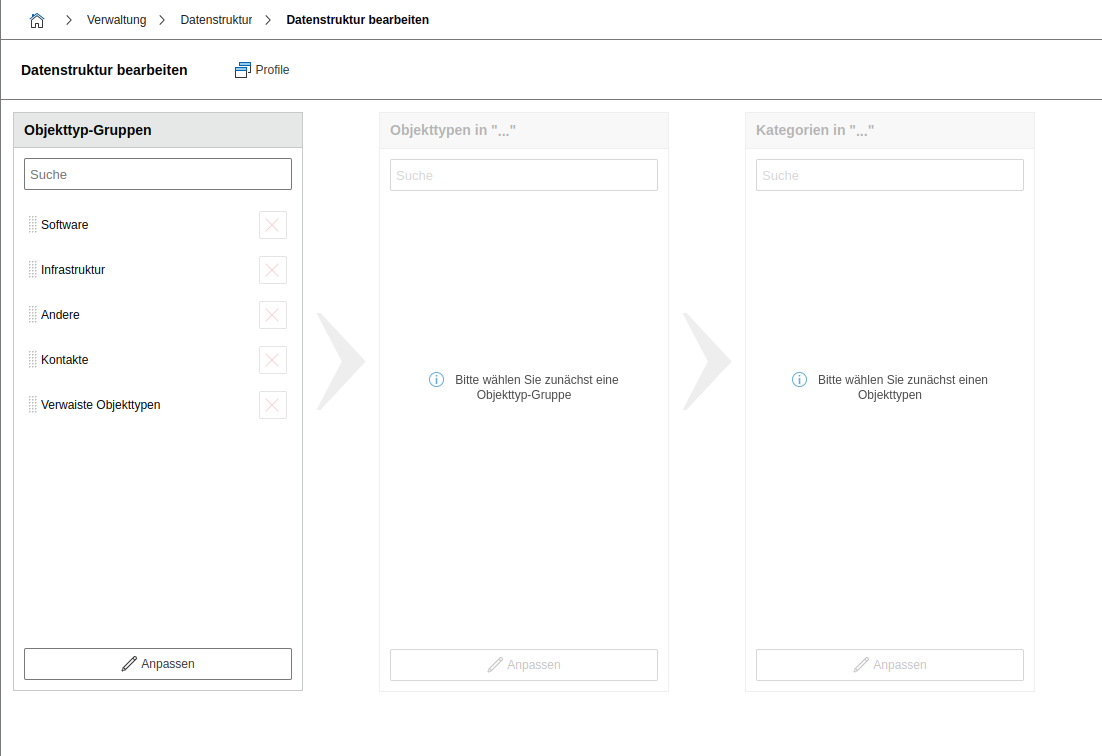 Verwaltung
Datenstruktur
Datenstruktur bearbeiten
Datenstruktur bearbeiten
Profile
Objekttyp-Gruppen
Suche
Software
Infrastruktur
Andere
Kontakte
Verwaiste Objekttypen
Anpassen
Objekttypen in "..."
Suche
Bitte wählen Sie zunächst eine
Objekttyp-Gruppe
Anpassen
Kategorien in "..."
Suche
Bitte wählen Sie zunächst einen
Objekttypen
Anpassen